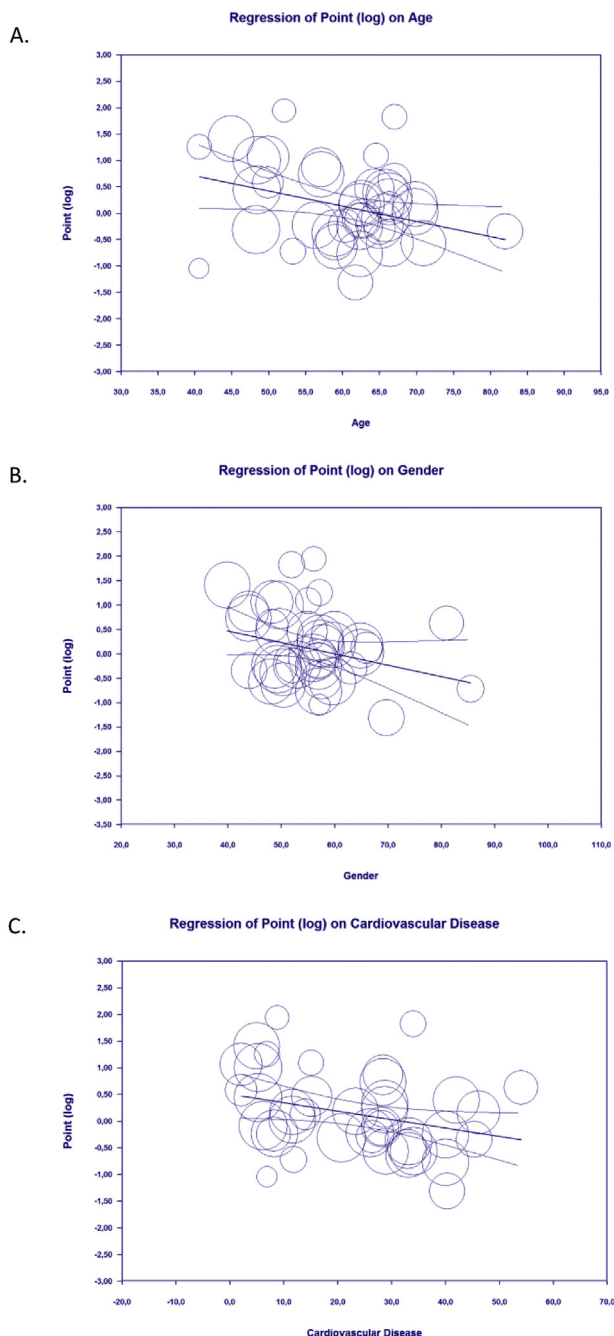 A.
Regression of Point (log) on Age
3,00
2,50
2,00
1,50
1,00
0,50
0,00
-0,50
-1,00
-1,50
-2,00
-2,50
-3,00
Point (log)
30,0 35,0 40,0 45,0 50,0 55,0 60,0 65,0 70,0 75,0 80,0 85,0 90,0 95,0
Age
B.
Regression of Point (log) on Gender
3,00
2,50
2,00
1,50
1,00
0,50
0,00
-0,50
-1,00
-1,50
-2,00
-2,50
-3,00
-3,50
Point (log)
20,0 30,0 40,0 50,0 60,0 70,0 80,0 90,0 100,0 110,0
Gender
C.
Regression of Point (log) on Cardiovascular Disease
3,00
2,50
2,00
1,50
1,00
0,50
0,00
-0,50
-1,00
-1,50
-2,00
-2,50
-3,00
Point (log)
-20,0 -10,0 0,0 10,0 20,0 30,0 40,0 50,0 60,0 70,0
Cardiovascular Disease